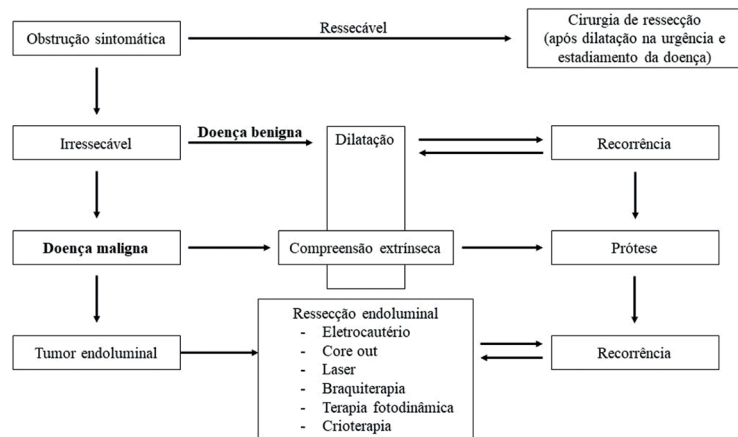 Obstrução sintomática
Ressecável
Cirurgia de ressecção
(após dilatação na urgência e
estadiamento da doença)
Irressecável
Doença benigna
Dilatação
Recorrência
Doença maligna
Compreensão extrínseca
Prótese
Tumor endoluminal
Ressecção endoluminal
- Eletrocautério
- Core out
- Laser
- Braquiterapia
- Terapia fotodinâmica
- Crioterapia
Recorrência